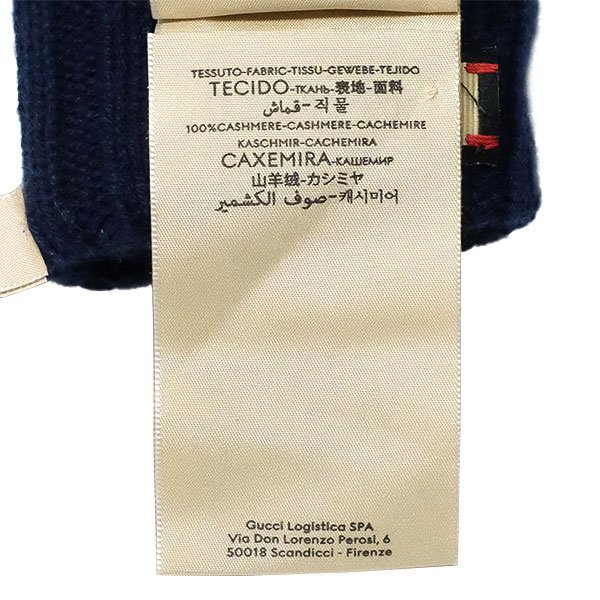 TESSUTO-FABRIC-TISSU-GEWEBE-TEJIDO
TECIDO-ТКАНЬ-表地-面料
직물-قماش
100%CASHMERE-CASHMERE-CACHEMIRE
KASCHMIR-CACHEMIRA
CAXEMIRA-КАШЕМИР
山羊绒-カシミヤ
캐시미어-صوف الكشمير
Gucci Logistica SPA
Via Don Lorenzo Perosi, 6
50018 Scandicci - Firenze